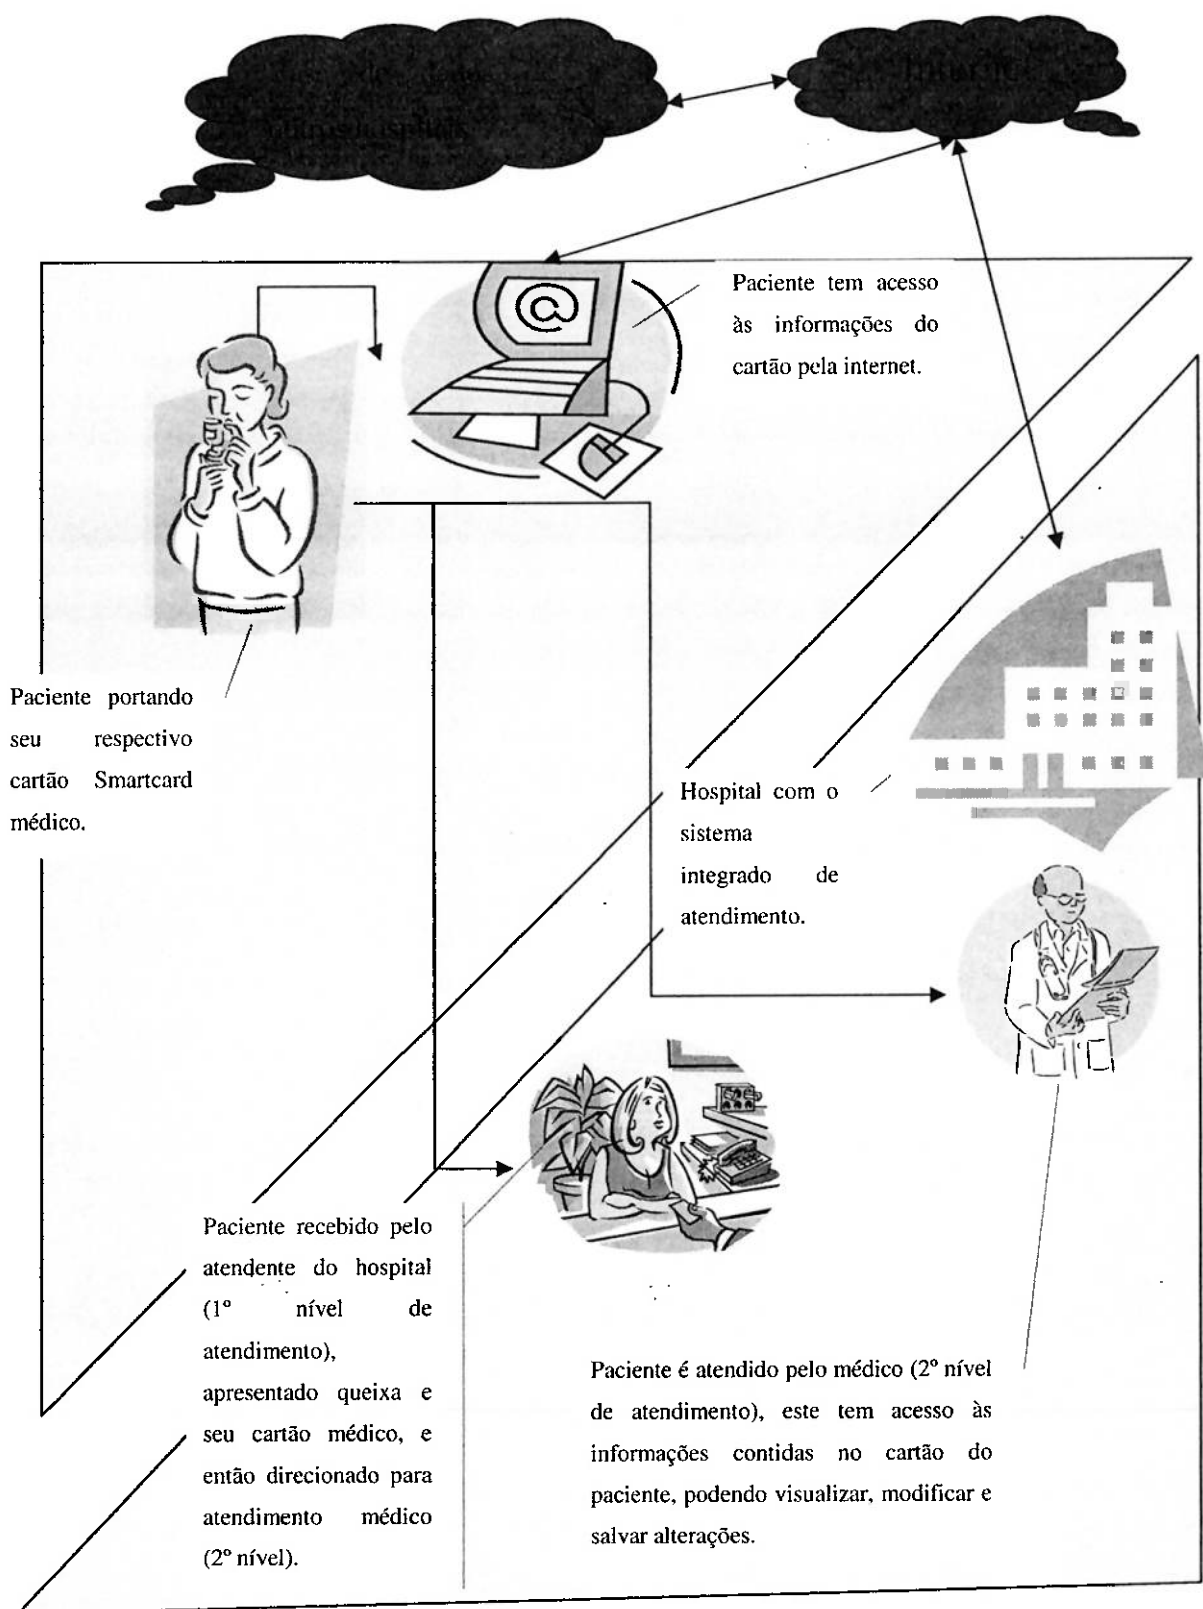 outros hospitais
Internet
@
Paciente tem acesso
às informações do
cartão pela internet.
Paciente portando
seu respectivo
cartão Smartcard
médico.
Hospital com o
sistema
integrado de
atendimento.
Paciente recebido pelo
atendente do hospital
(1º nível de
atendimento),
apresentado queixa e
seu cartão médico, e
então direcionado para
atendimento médico
(2º nível).
Paciente é atendido pelo médico (2º nível
de atendimento), este tem acesso às
informações contidas no cartão do
paciente, podendo visualizar, modificar e
salvar alterações.